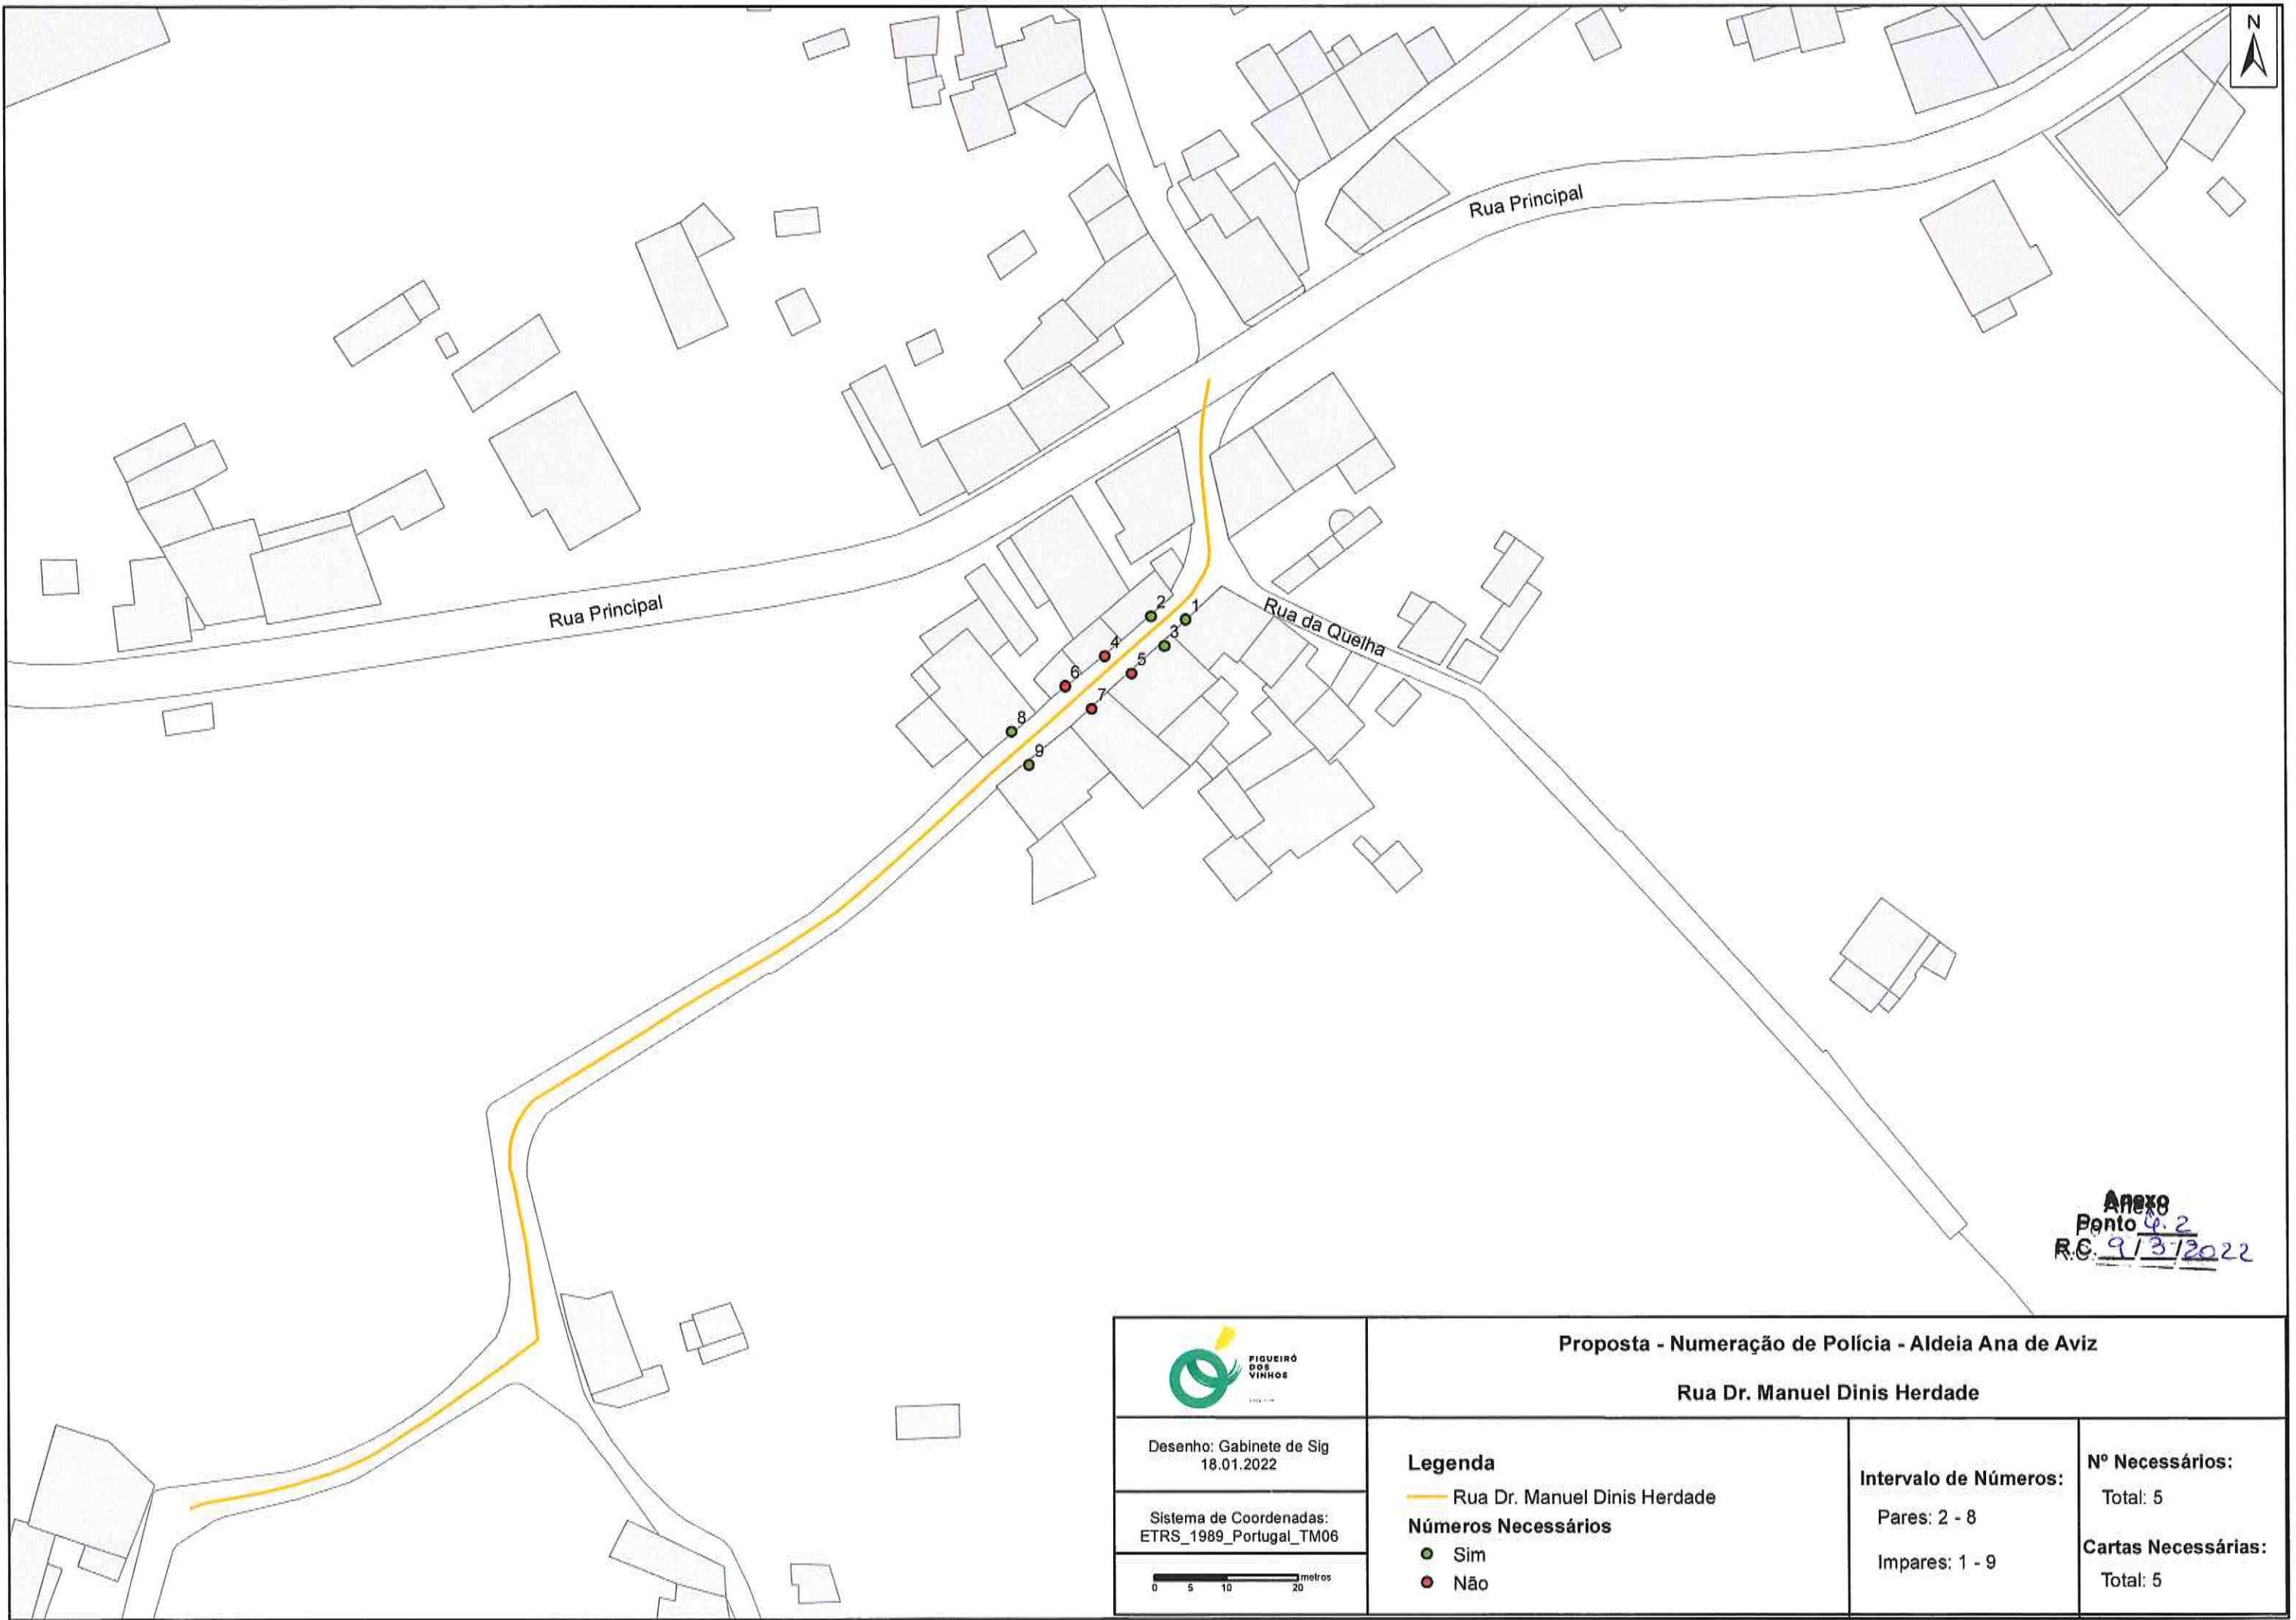 N
Rua Principal
Rua Principal
Rua da Quelha
2
1
3
4
5
6
7
8
9
Anexo
Ponto 4.2
R.C. 9/3/2022
FIGUEIRÓ
DOS
VINHOS
Proposta - Numeração de Polícia - Aldeia Ana de Aviz
Rua Dr. Manuel Dinis Herdade
Desenho: Gabinete de Sig
18.01.2022
Sistema de Coordenadas:
ETRS_1989_Portugal_TM06
metros
0 5 10 20
Legenda
Rua Dr. Manuel Dinis Herdade
Números Necessários
Sim
Não
Intervalo de Números:
Pares: 2 - 8
Impares: 1 - 9
Nº Necessários:
Total: 5
Cartas Necessárias:
Total: 5